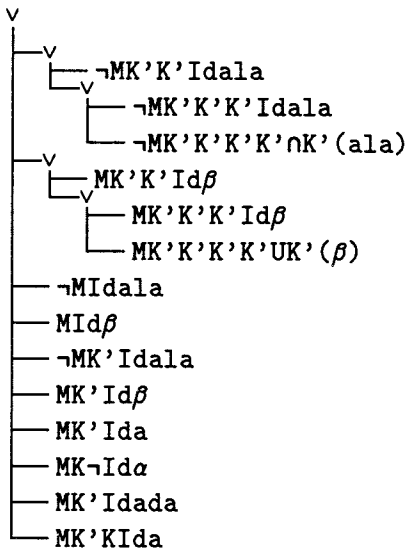 ∨
∨
¬MK'K'Idala
∨
¬MK'K'K'Idala
¬MK'K'K'K'∩K'(ala)
∨
MK'K'Idβ
∨
MK'K'K'Idβ
MK'K'K'K'UK'(β)
¬MIdala
MIdβ
¬MK'Idala
MK'Idβ
MK'Ida
MK¬Idα
MK'Idada
MK'KIda